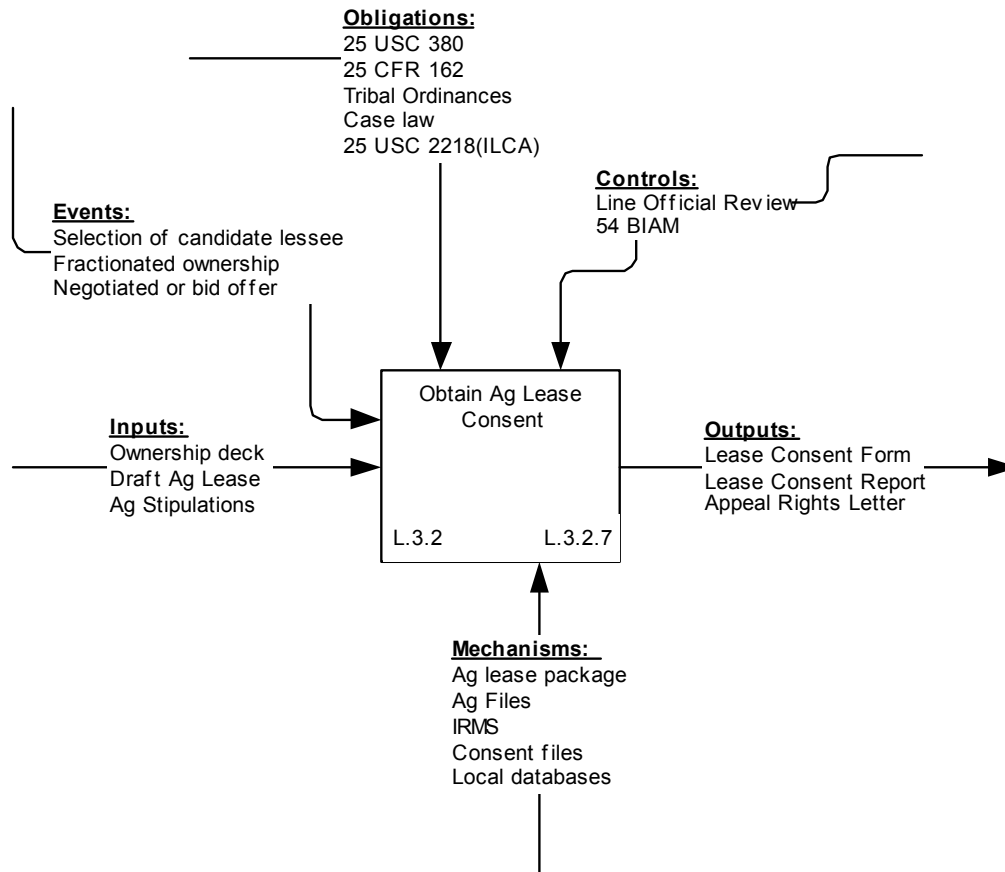 Obligations:
25 USC 380
25 CFR 162
Tribal Ordinances
Case law
25 USC 2218(ILCA)
Controls:
Line Official Review
54 BIAM
Events:
Selection of candidate lessee
Fractionated ownership
Negotiated or bid offer
Obtain Ag Lease
Consent
L.3.2
L.3.2.7
Inputs:
Ownership deck
Draft Ag Lease
Ag Stipulations
Outputs:
Lease Consent Form
Lease Consent Report
Appeal Rights Letter
Mechanisms:
Ag lease package
Ag Files
IRMS
Consent files
Local databases